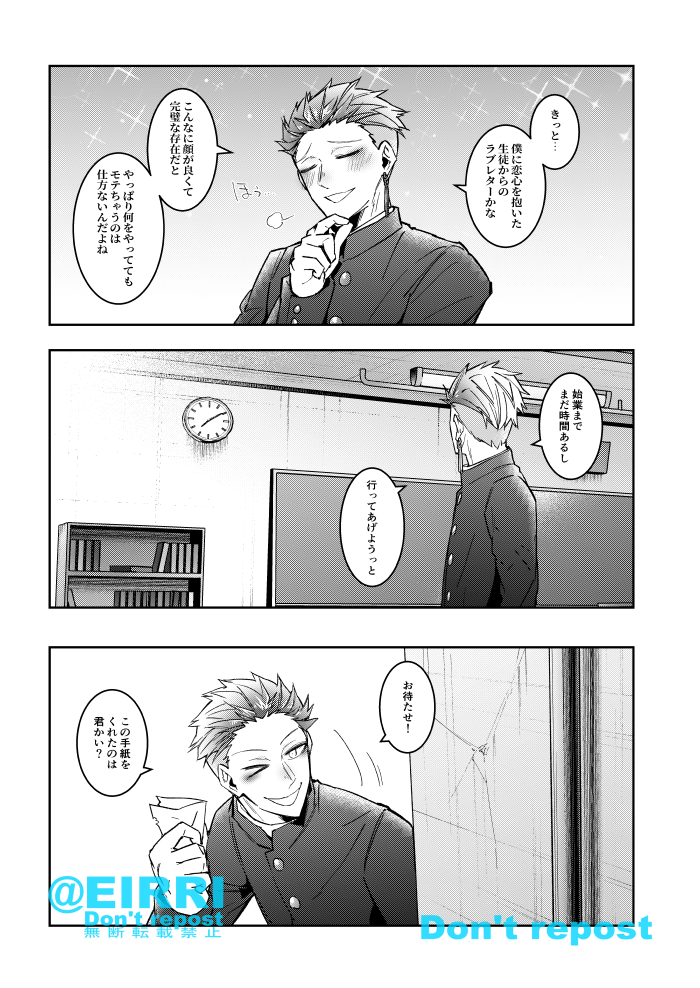 きっと…
僕に恋心を抱いた
生徒からの
ラブレターかな
こんなに顔が良くて
完璧な存在だと
やっぱり何をやってても
モテちゃうのは
仕方ないんだよね
ほぅ…
始業まで
まだ時間あるし
行ってあげようっと
お待たせ！
この手紙を
くれたのは
君かい？
@EIRRI
Don't repost
無断転載禁止
Don't repost